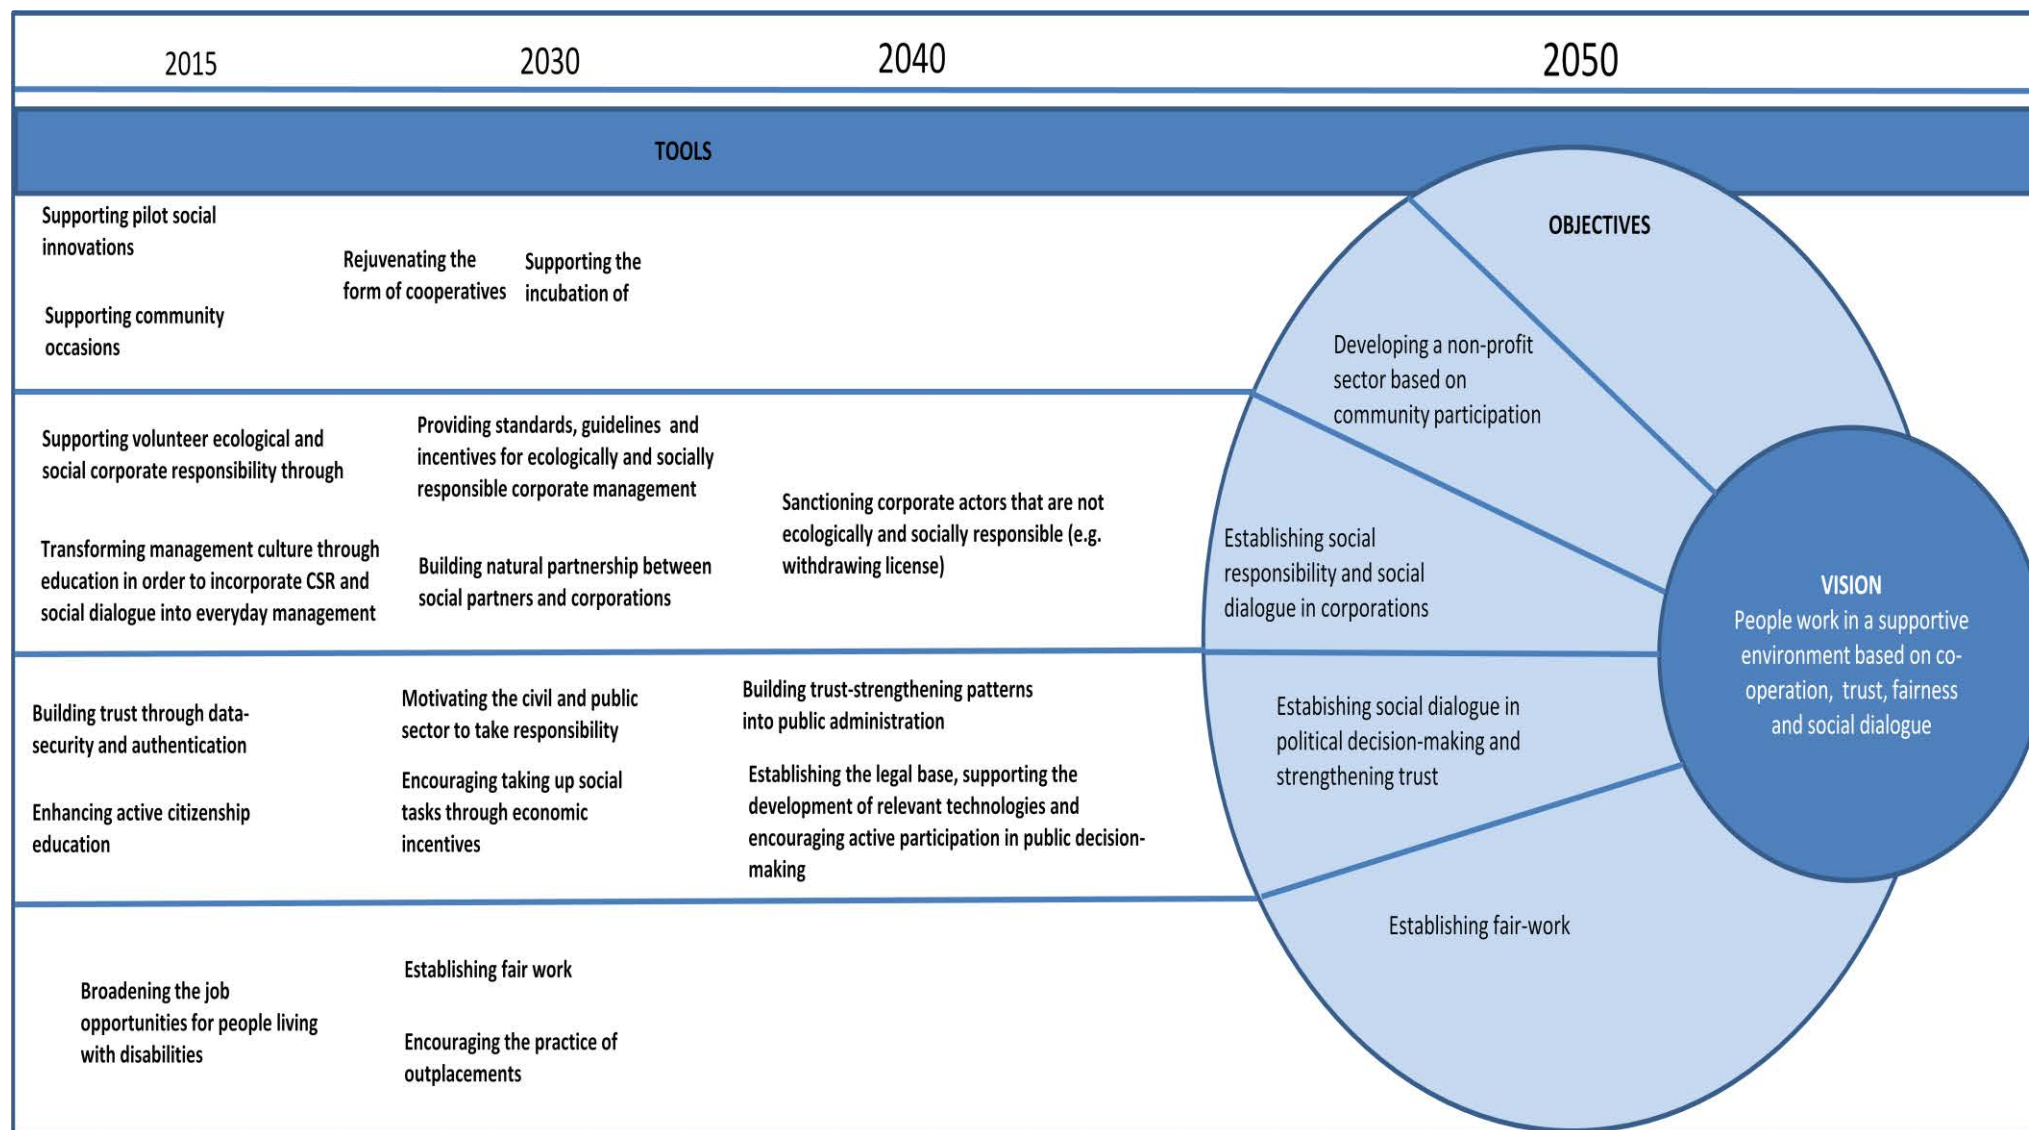 2015
2030
2040
2050
TOOLS
OBJECTIVES
Supporting pilot social
innovations
Supporting community
occasions
Rejuvenating the
form of cooperatives
Supporting the
incubation of
Developing a non-profit
sector based on
community participation
Supporting volunteer ecological and
social corporate responsibility through
Transforming management culture through
education in order to incorporate CSR and
social dialogue into everyday management
Providing standards, guidelines and
incentives for ecologically and socially
responsible corporate management
Building natural partnership between
social partners and corporations
Sanctioning corporate actors that are not
ecologically and socially responsible (e.g.
withdrawing license)
Establishing social
responsibility and social
dialogue in corporations
Building trust through data-
security and authentication
Enhancing active citizenship
education
Motivating the civil and public
sector to take responsibility
Encouraging taking up social
tasks through economic
incentives
Building trust-strengthening patterns
into public administration
Establishing the legal base, supporting the
development of relevant technologies and
encouraging active participation in public decision-
making
Estabishing social dialogue in
political decision-making and
strengthening trust
Broadening the job
opportunities for people living
with disabilities
Establishing fair work
Encouraging the practice of
outplacements
Establishing fair-work
VISION
People work in a supportive
environment based on co-
operation, trust, fairness
and social dialogue